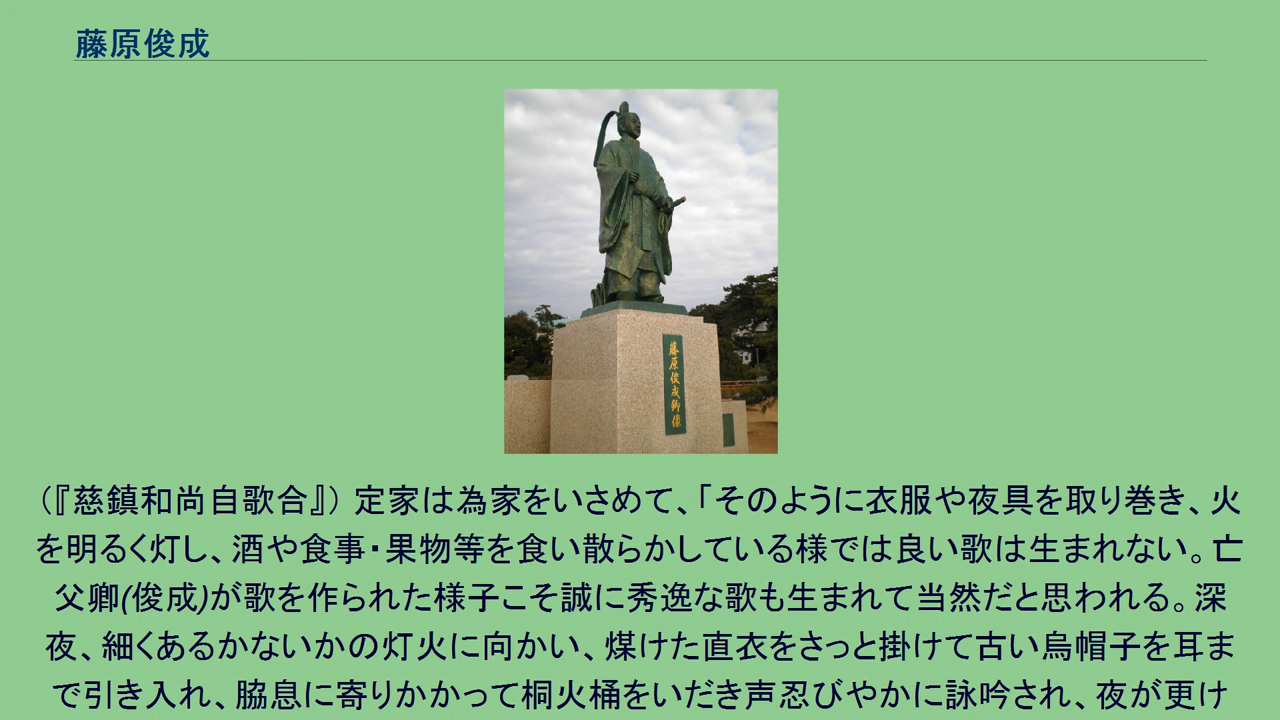 藤原俊成
藤原俊成卿像
（『慈鎮和尚自歌合』） 定家は為家をいさめて、「そのように衣服や夜具を取り巻き、火
を明るく灯し、酒や食事・果物等を食い散らかしている様では良い歌は生まれない。亡
父卿(俊成)が歌を作られた様子こそ誠に秀逸な歌も生まれて当然だと思われる。深
夜、細くあるかないかの灯火に向かい、煤けた直衣をさっと掛けて古い烏帽子を耳ま
で引き入れ、脇息に寄りかかって桐火桶をいだき声忍びやかに詠吟され、夜が更け